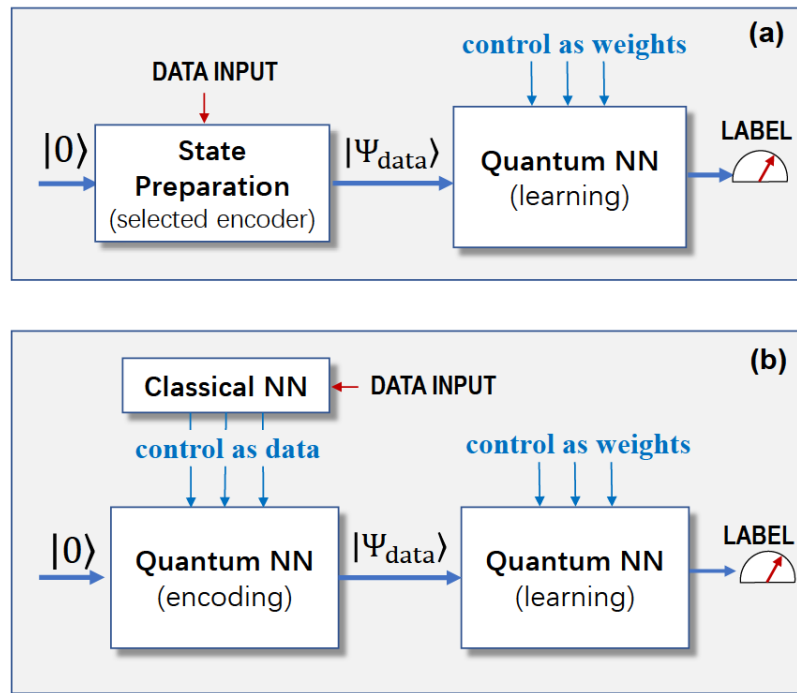 (a)
control as weights
DATA INPUT
LABEL
|0⟩
State
Preparation
(selected encoder)
|Ψdata⟩
Quantum NN
(learning)
(b)
Classical NN
DATA INPUT
control as data
control as weights
LABEL
|0⟩
Quantum NN
(encoding)
|Ψdata⟩
Quantum NN
(learning)